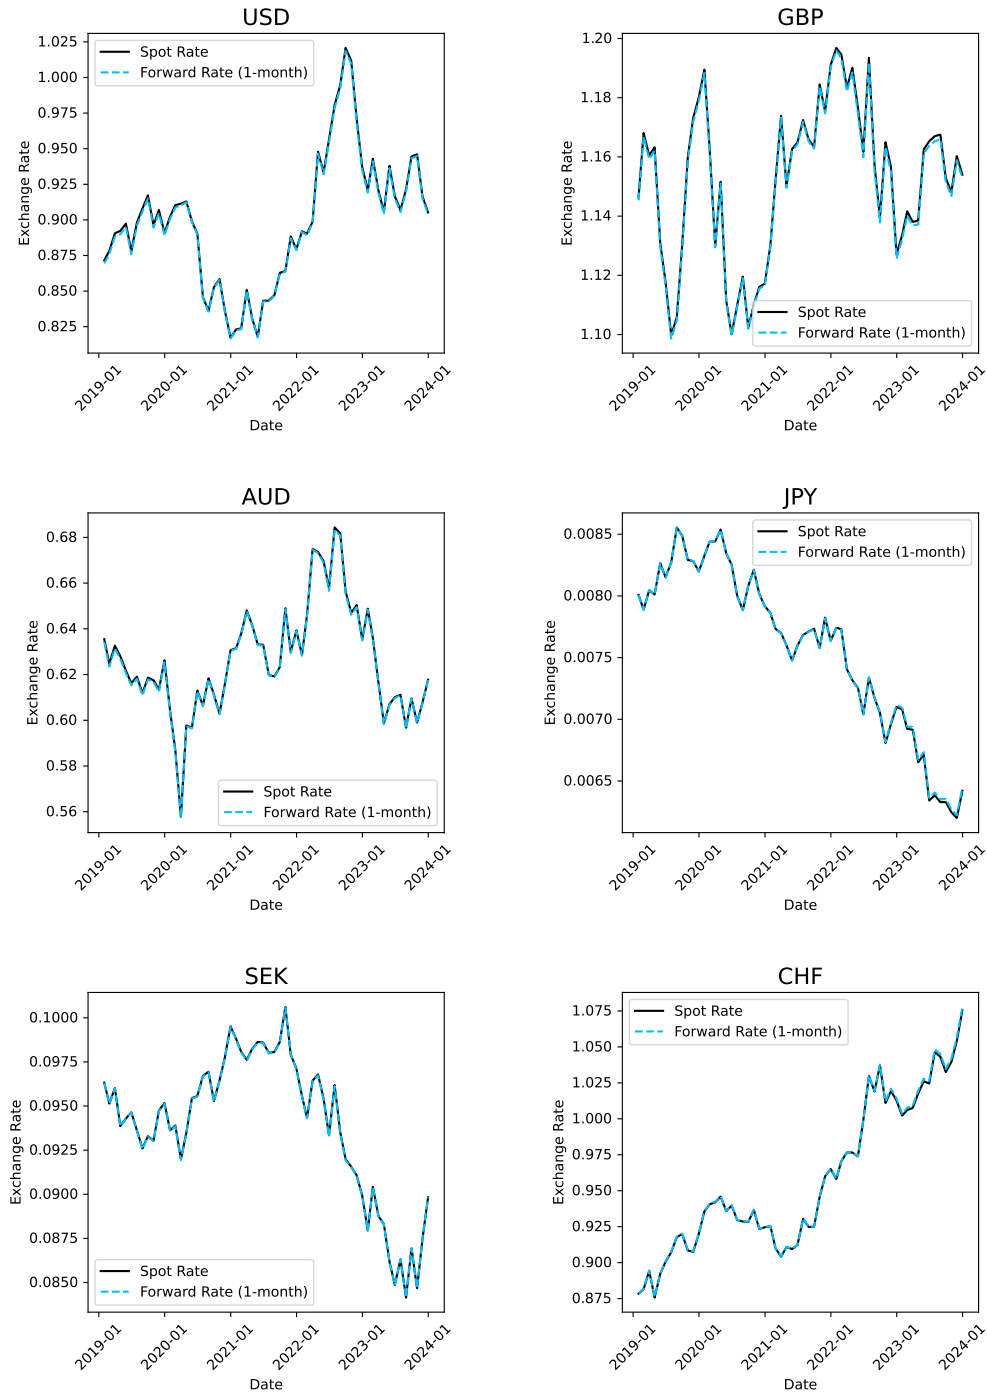 USD
Exchange Rate
1.025
1.000
0.975
0.950
0.925
0.900
0.875
0.850
0.825
Spot Rate
Forward Rate (1-month)
2019-01
2020-01
2021-01
2022-01
2023-01
2024-01
Date
GBP
Exchange Rate
1.20
1.18
1.16
1.14
1.12
1.10
Spot Rate
Forward Rate (1-month)
2019-01
2020-01
2021-01
2022-01
2023-01
2024-01
Date
AUD
Exchange Rate
0.68
0.66
0.64
0.62
0.60
0.58
0.56
Spot Rate
Forward Rate (1-month)
2019-01
2020-01
2021-01
2022-01
2023-01
2024-01
Date
JPY
Exchange Rate
0.0085
0.0080
0.0075
0.0070
0.0065
Spot Rate
Forward Rate (1-month)
2019-01
2020-01
2021-01
2022-01
2023-01
2024-01
Date
SEK
Exchange Rate
0.1000
0.0975
0.0950
0.0925
0.0900
0.0875
0.0850
Spot Rate
Forward Rate (1-month)
2019-01
2020-01
2021-01
2022-01
2023-01
2024-01
Date
CHF
Exchange Rate
1.075
1.050
1.025
1.000
0.975
0.950
0.925
0.900
0.875
Spot Rate
Forward Rate (1-month)
2019-01
2020-01
2021-01
2022-01
2023-01
2024-01
Date